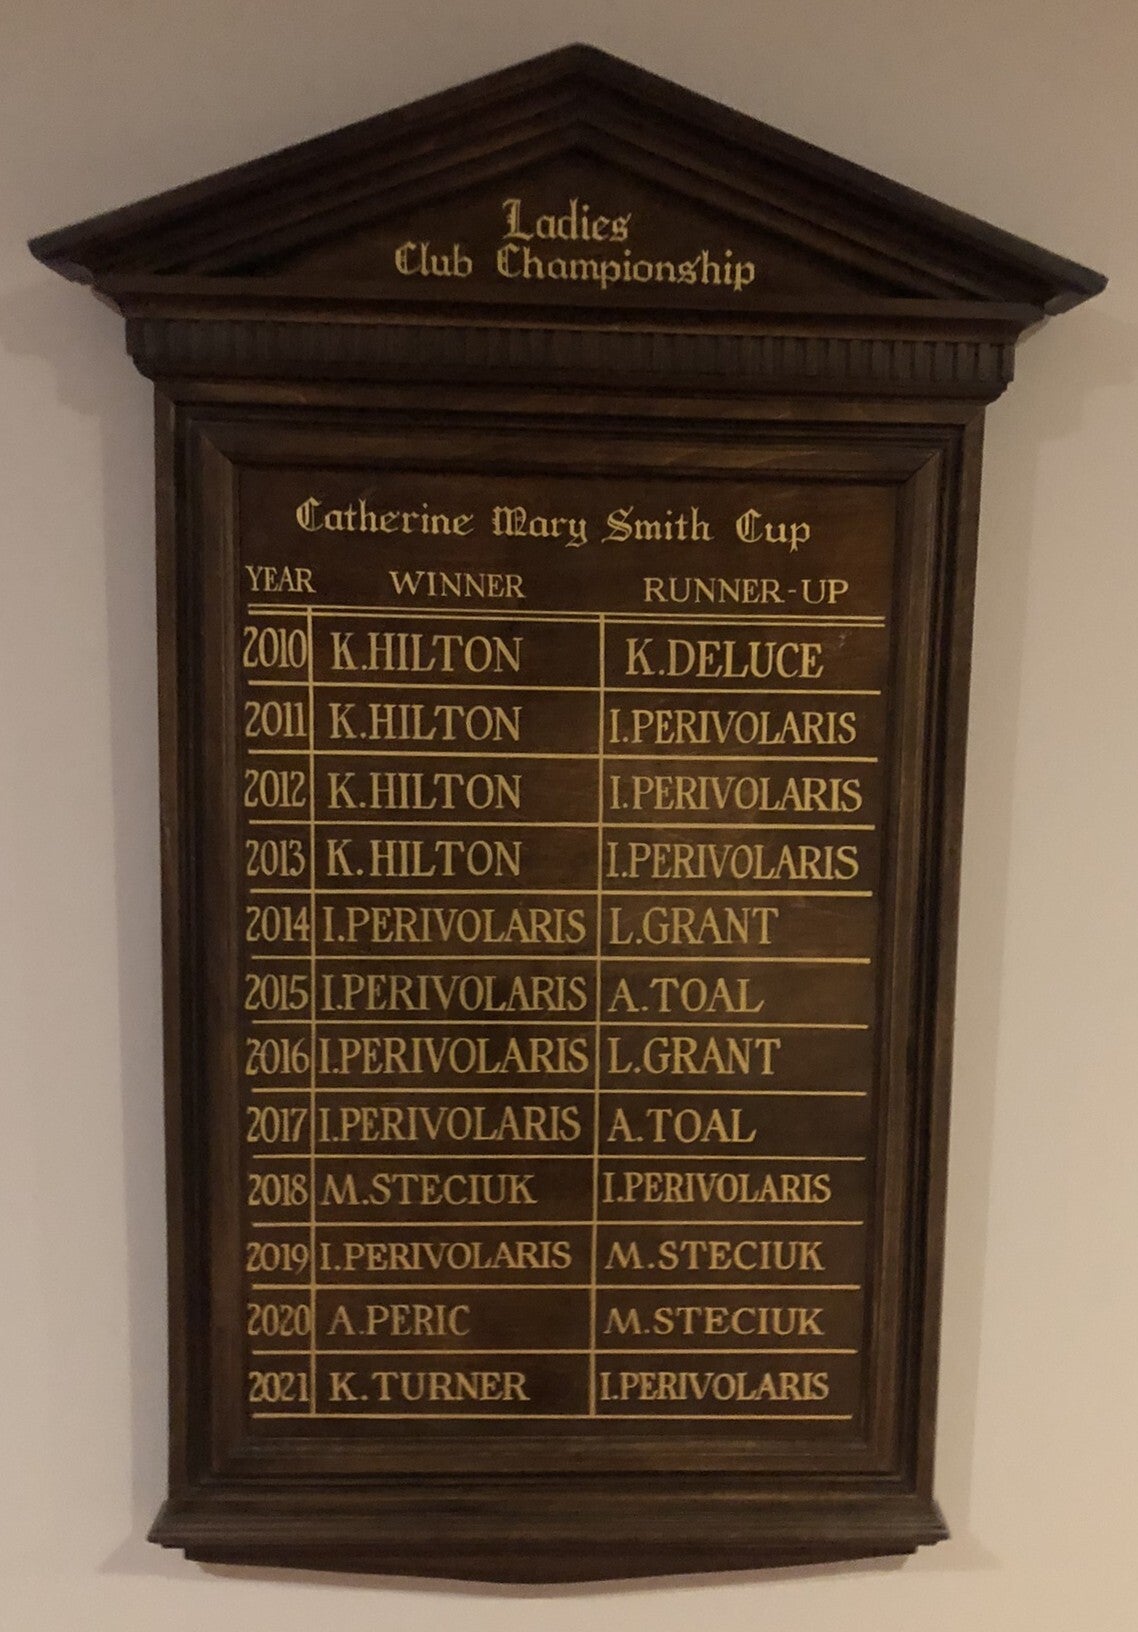 Ladies
Club Championship
Catherine Mary Smith Cup
YEAR WINNER RUNNER-UP
2010 K.HILTON K.DELUCE
2011 K.HILTON I.PERIVOLARIS
2012 K.HILTON I.PERIVOLARIS
2013 K.HILTON I.PERIVOLARIS
2014 I.PERIVOLARIS L.GRANT
2015 I.PERIVOLARIS A.TOAL
2016 I.PERIVOLARIS L.GRANT
2017 I.PERIVOLARIS A.TOAL
2018 M.STECIUK I.PERIVOLARIS
2019 I.PERIVOLARIS M.STECIUK
2020 A.PERIC M.STECIUK
2021 K.TURNER I.PERIVOLARIS